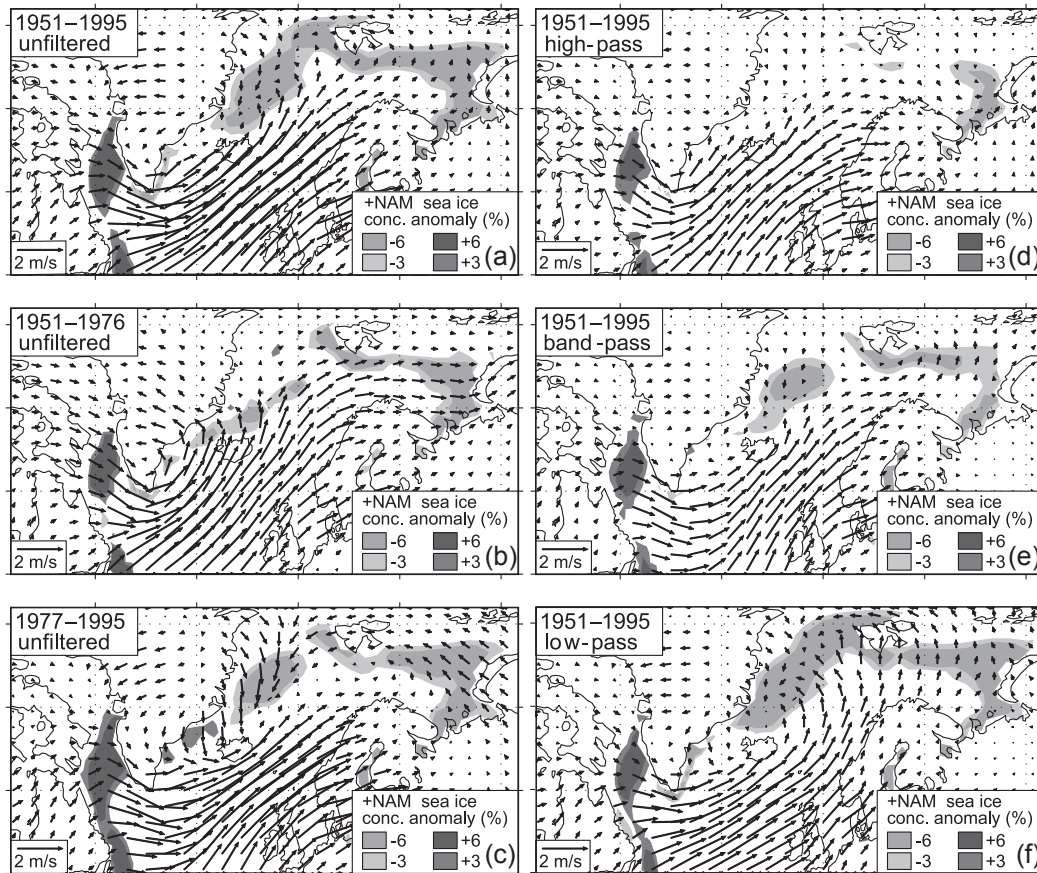 1951–1995
unfiltered
+NAM sea ice
conc. anomaly (%)
-6 +6
-3 +3
2 m/s
(a)
1951–1995
high-pass
+NAM sea ice
conc. anomaly (%)
-6 +6
-3 +3
2 m/s
(d)
1951–1976
unfiltered
+NAM sea ice
conc. anomaly (%)
-6 +6
-3 +3
2 m/s
(b)
1951–1995
band-pass
+NAM sea ice
conc. anomaly (%)
-6 +6
-3 +3
2 m/s
(e)
1977–1995
unfiltered
+NAM sea ice
conc. anomaly (%)
-6 +6
-3 +3
2 m/s
(c)
1951–1995
low-pass
+NAM sea ice
conc. anomaly (%)
-6 +6
-3 +3
2 m/s
(f)